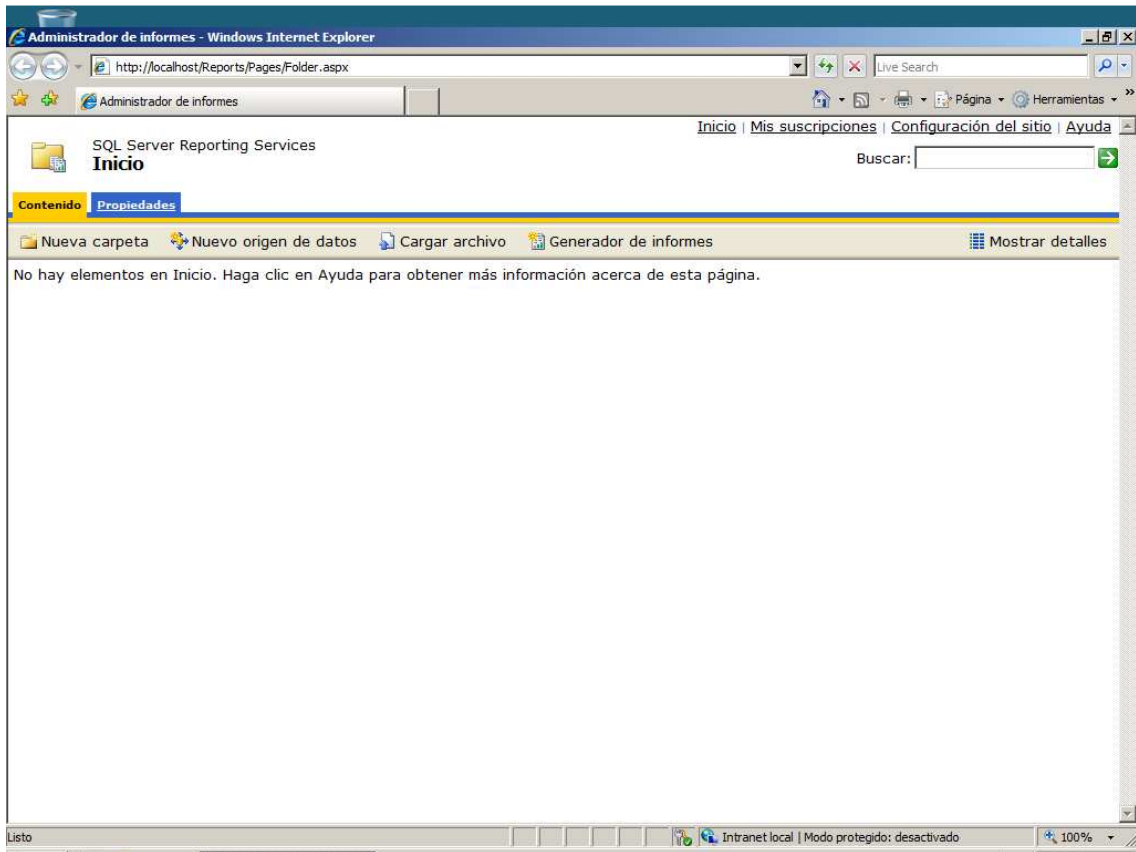 Administrador de informes - Windows Internet Explorer
http://localhost/Reports/Pages/Folder.aspx
Live Search
Administrador de informes
Página
Herramientas
Inicio | Mis suscripciones | Configuración del sitio | Ayuda
SQL Server Reporting Services
Inicio
Buscar:
Contenido Propiedades
Nueva carpeta Nuevo origen de datos Cargar archivo Generador de informes Mostrar detalles
No hay elementos en Inicio. Haga clic en Ayuda para obtener más información acerca de esta página.
Listo
Intranet local | Modo protegido: desactivado
100%